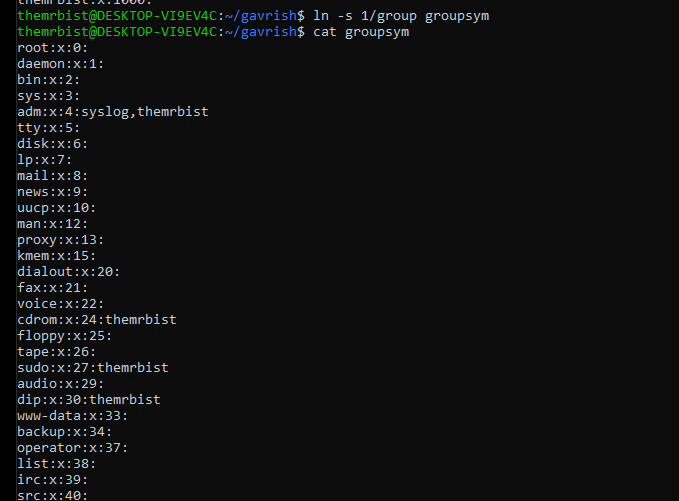 themrbist:x:1000:
themrbist@DESKTOP-VI9EV4C:~/gavrish$ ln -s 1/group groupsym
themrbist@DESKTOP-VI9EV4C:~/gavrish$ cat groupsym
root:x:0:
daemon:x:1:
bin:x:2:
sys:x:3:
adm:x:4:syslog,themrbist
tty:x:5:
disk:x:6:
lp:x:7:
mail:x:8:
news:x:9:
uucp:x:10:
man:x:12:
proxy:x:13:
kmem:x:15:
dialout:x:20:
fax:x:21:
voice:x:22:
cdrom:x:24:themrbist
floppy:x:25:
tape:x:26:
sudo:x:27:themrbist
audio:x:29:
dip:x:30:themrbist
www-data:x:33:
backup:x:34:
operator:x:37:
list:x:38:
irc:x:39:
src:x:40: